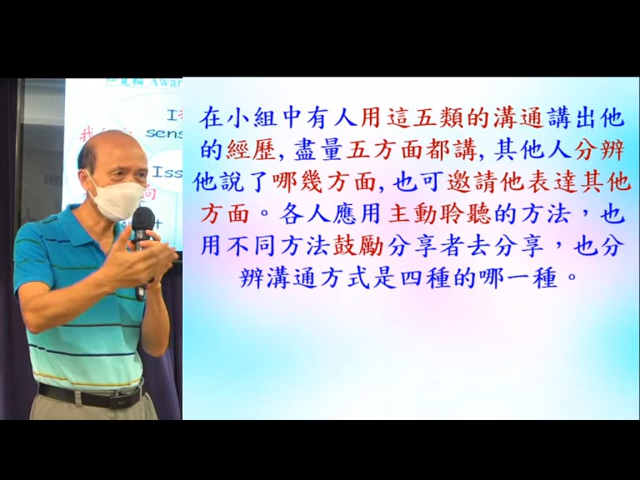 I
sens
Iss
向
在小組中有人用這五類的溝通講出他
的經歷,盡量五方面都講,其他人分辨
他說了哪幾方面,也可邀請他表達其他
方面。各人應用主動聆聽的方法,也
用不同方法鼓勵分享者去分享,也分
辨溝通方式是四種的哪一種。